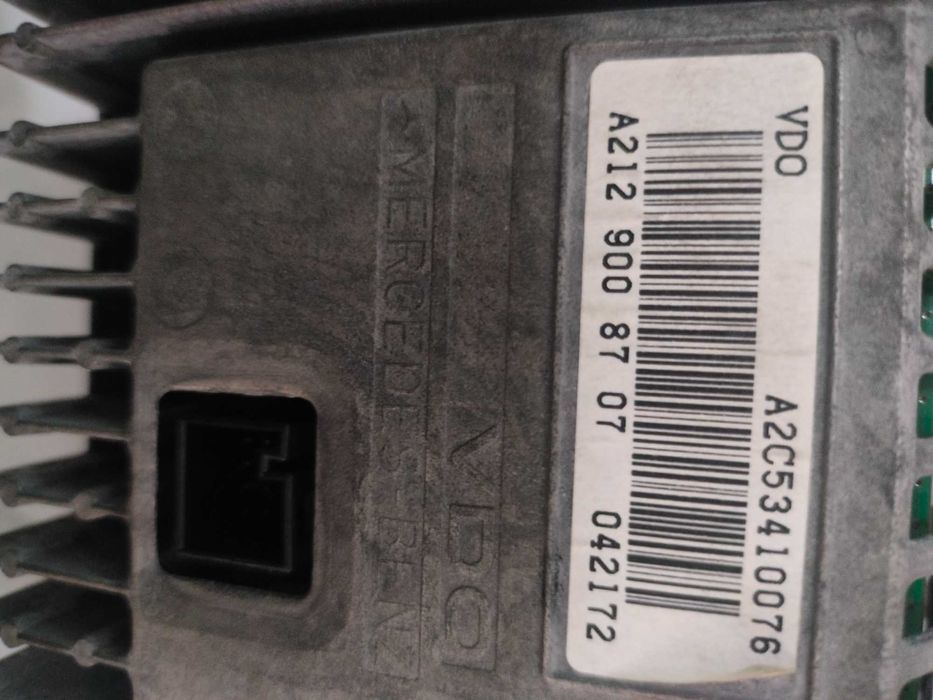 VDO A2C53410076
A212 900 87 07 042172
VDO
MERCEDES-BENZ